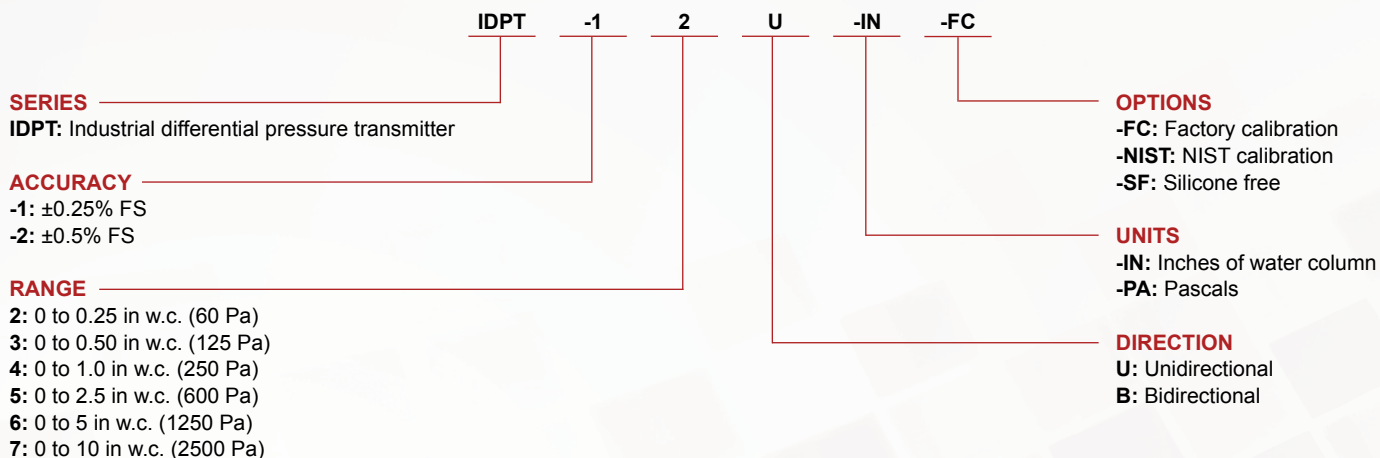 IDPT -1 2 U -IN -FC
SERIES
IDPT: Industrial differential pressure transmitter
ACCURACY
-1: ±0.25% FS
-2: ±0.5% FS
RANGE
2: 0 to 0.25 in w.c. (60 Pa)
3: 0 to 0.50 in w.c. (125 Pa)
4: 0 to 1.0 in w.c. (250 Pa)
5: 0 to 2.5 in w.c. (600 Pa)
6: 0 to 5 in w.c. (1250 Pa)
7: 0 to 10 in w.c. (2500 Pa)
OPTIONS
-FC: Factory calibration
-NIST: NIST calibration
-SF: Silicone free
UNITS
-IN: Inches of water column
-PA: Pascals
DIRECTION
U: Unidirectional
B: Bidirectional